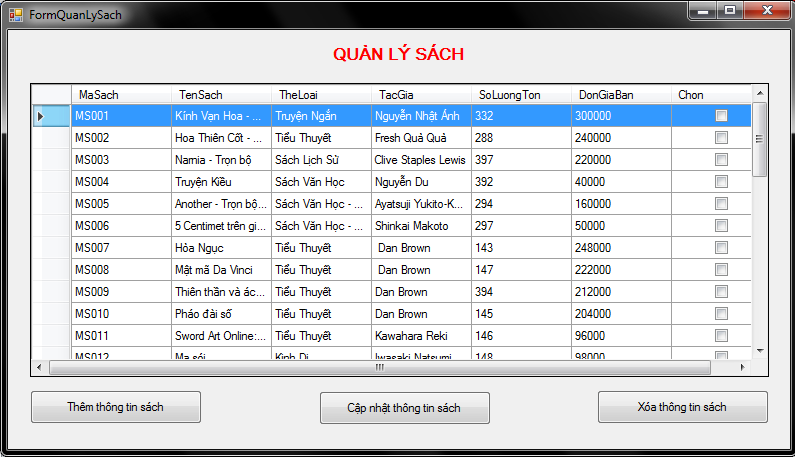 FormQuanLySach
QUẢN LÝ SÁCH
MaSach TenSach TheLoai TacGia SoLuongTon DonGiaBan Chon
MS001 Kính Vạn Hoa - ... Truyện Ngắn Nguyễn Nhật Ánh 332 300000
MS002 Hoa Thiên Cốt - ... Tiểu Thuyết Fresh Quả Quả 288 240000
MS003 Narnia - Trọn bộ Sách Lịch Sử Clive Staples Lewis 397 220000
MS004 Truyện Kiều Sách Văn Học Nguyễn Du 392 40000
MS005 Another - Trọn bộ... Sách Văn Học - ... Ayatsuji Yukito-K... 294 160000
MS006 5 Centimet trên gi... Sách Văn Học - ... Shinkai Makoto 297 50000
MS007 Hỏa Ngục Tiểu Thuyết Dan Brown 143 248000
MS008 Mật mã Da Vinci Tiểu Thuyết Dan Brown 147 222000
MS009 Thiên thần và ác... Tiểu Thuyết Dan Brown 394 212000
MS010 Pháo đài số Tiểu Thuyết Dan Brown 145 204000
MS011 Sword Art Online:... Tiểu Thuyết Kawahara Reki 146 96000
MS012 Ma sói Kinh Dị Iwasaki Natsumi 148 98000
Thêm thông tin sách Cập nhật thông tin sách Xóa thông tin sách